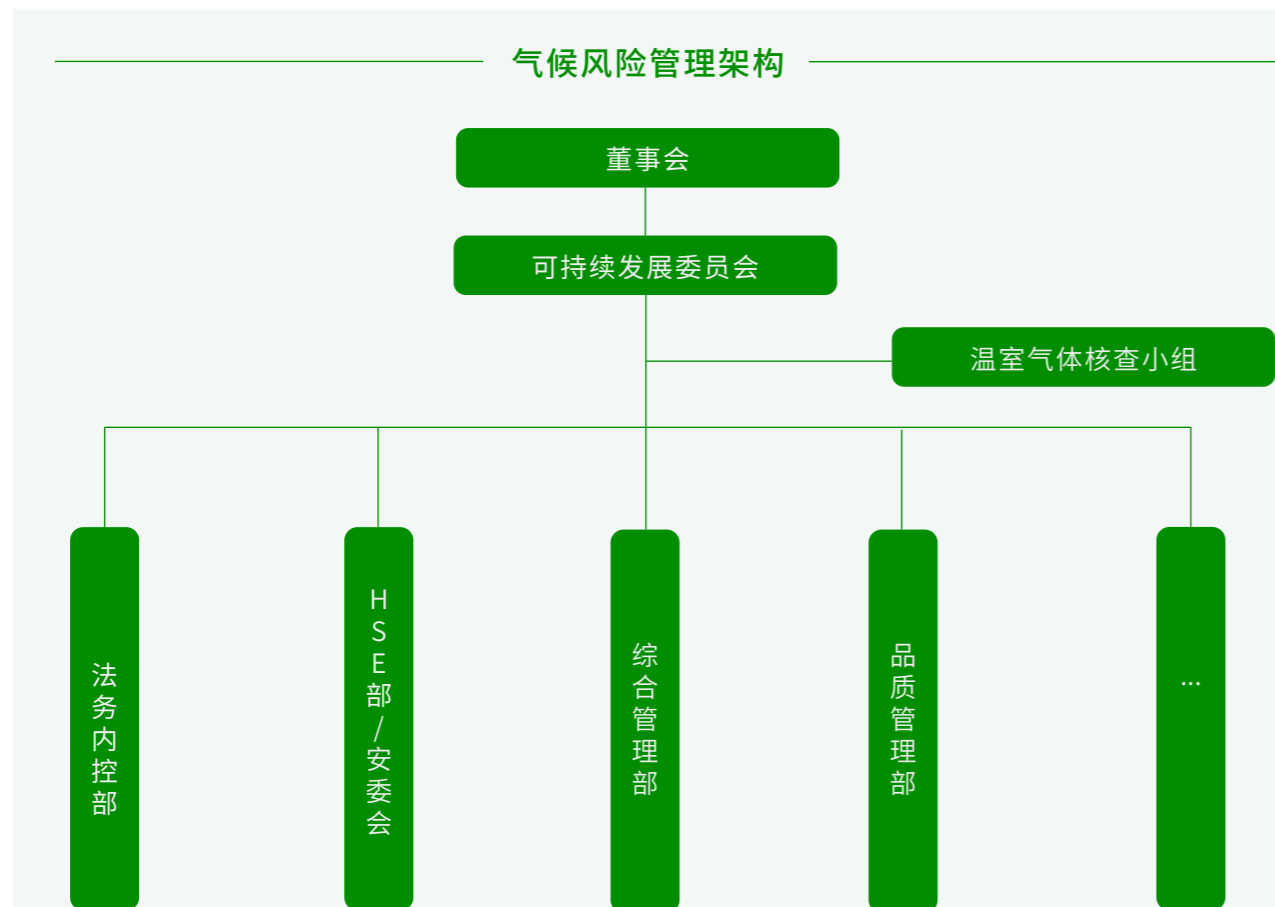 气候风险管理架构
董事会
可持续发展委员会
温室气体核查小组
法务内控部
HSE部/安委会
综合管理部
品质管理部
...